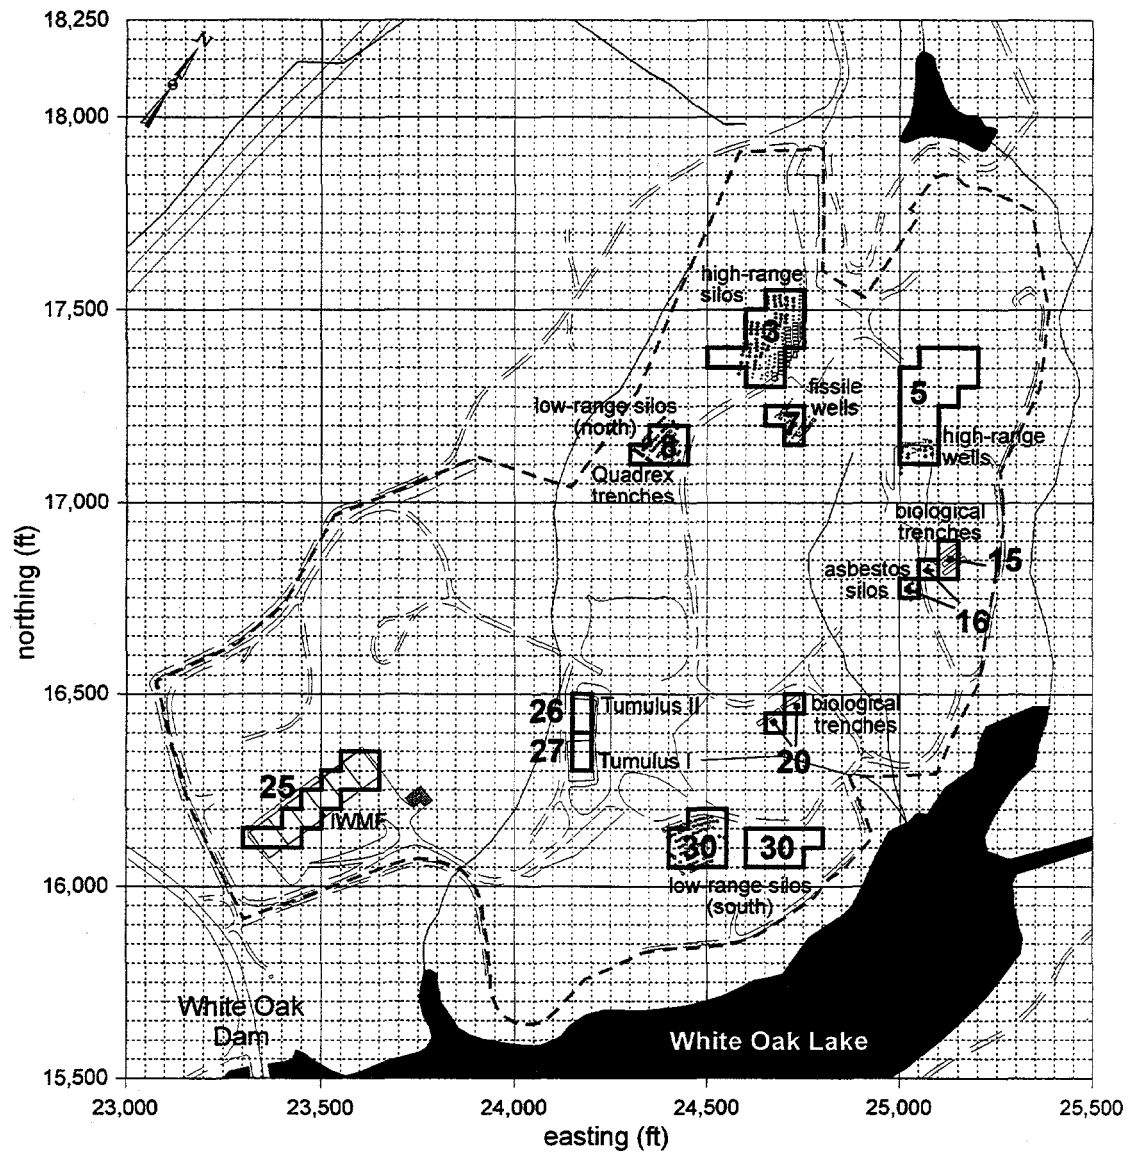 18,250
N
18,000
17,500
17,000
16,500
16,000
15,500
northing (ft)
high-range
silos
fissile
wells
7
5
low-range silos
(north)
Quadrex
trenches
high-range
wells
biological
trenches
15
asbestos
silos
16
26
Tumulus II
27
Tumulus I
biological
trenches
20
25
IWMF
30
30
low-range silos
(south)
White Oak
Dam
White Oak Lake
23,000
23,500
24,000
24,500
25,000
25,500
easting (ft)